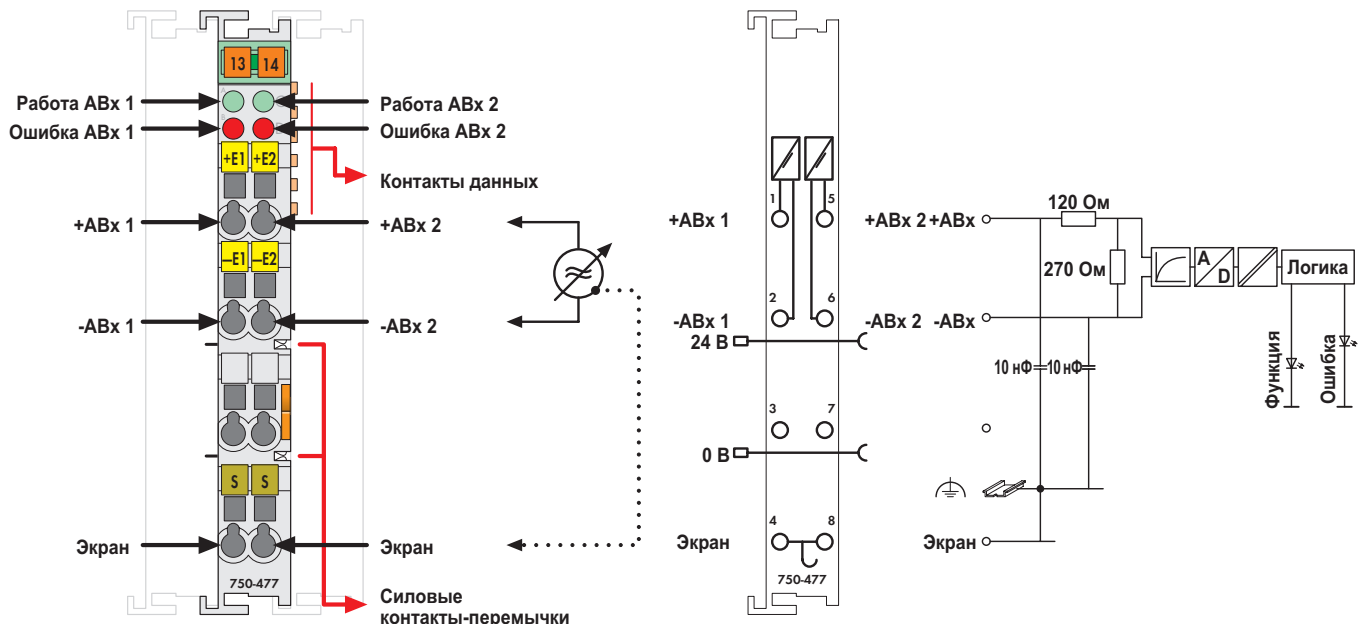 13 14
Работа АВх 1
Работа АВх 2
Ошибка АВх 1
Ошибка АВх 2
+E1 +E2
Контакты данных
+АВх 1
+АВх 2
—E1 —E2
-АВх 1
-АВх 2
S S
Экран
Экран
750-477
Силовые
контакты-перемычки
1 5
+АВх 1
+АВх 2
2 6
-АВх 1
-АВх 2
24 В
3 7
0 В
4 8
Экран
750-477
+АВх
120 Ом
270 Ом
A
D
Логика
-АВх
10 нФ 10 нФ
Функция
Ошибка
Экран